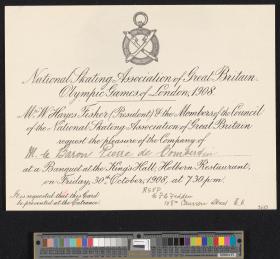 National Skating Association of Great Britain
Olympic Games of London, 1908
Mr. W. Hayes Fisher (President) & the Members of the Council
of the National Skating Association of Great Britain
request the pleasure of the Company of
M. le Baron Pierre de Coubertin
at a Banquet at the King's Hall, Holborn Restaurant,
on Friday, 30th October, 1908, at 7.30 p.m.
It is requested that this Card
be presented at the Entrance.
R.S.V.P.
Street E.C.